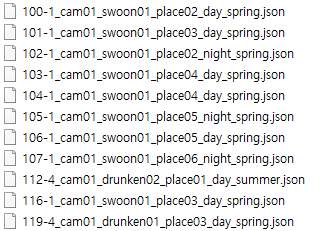 100-1_cam01_swoon01_place02_day_spring.json
101-1_cam01_swoon01_place03_day_spring.json
102-1_cam01_swoon01_place02_night_spring.json
103-1_cam01_swoon01_place04_day_spring.json
104-1_cam01_swoon01_place04_day_spring.json
105-1_cam01_swoon01_place05_night_spring.json
106-1_cam01_swoon01_place05_day_spring.json
107-1_cam01_swoon01_place06_night_spring.json
112-4_cam01_drunken02_place01_day_summer.json
116-1_cam01_swoon01_place03_day_spring.json
119-4_cam01_drunken01_place03_day_spring.json